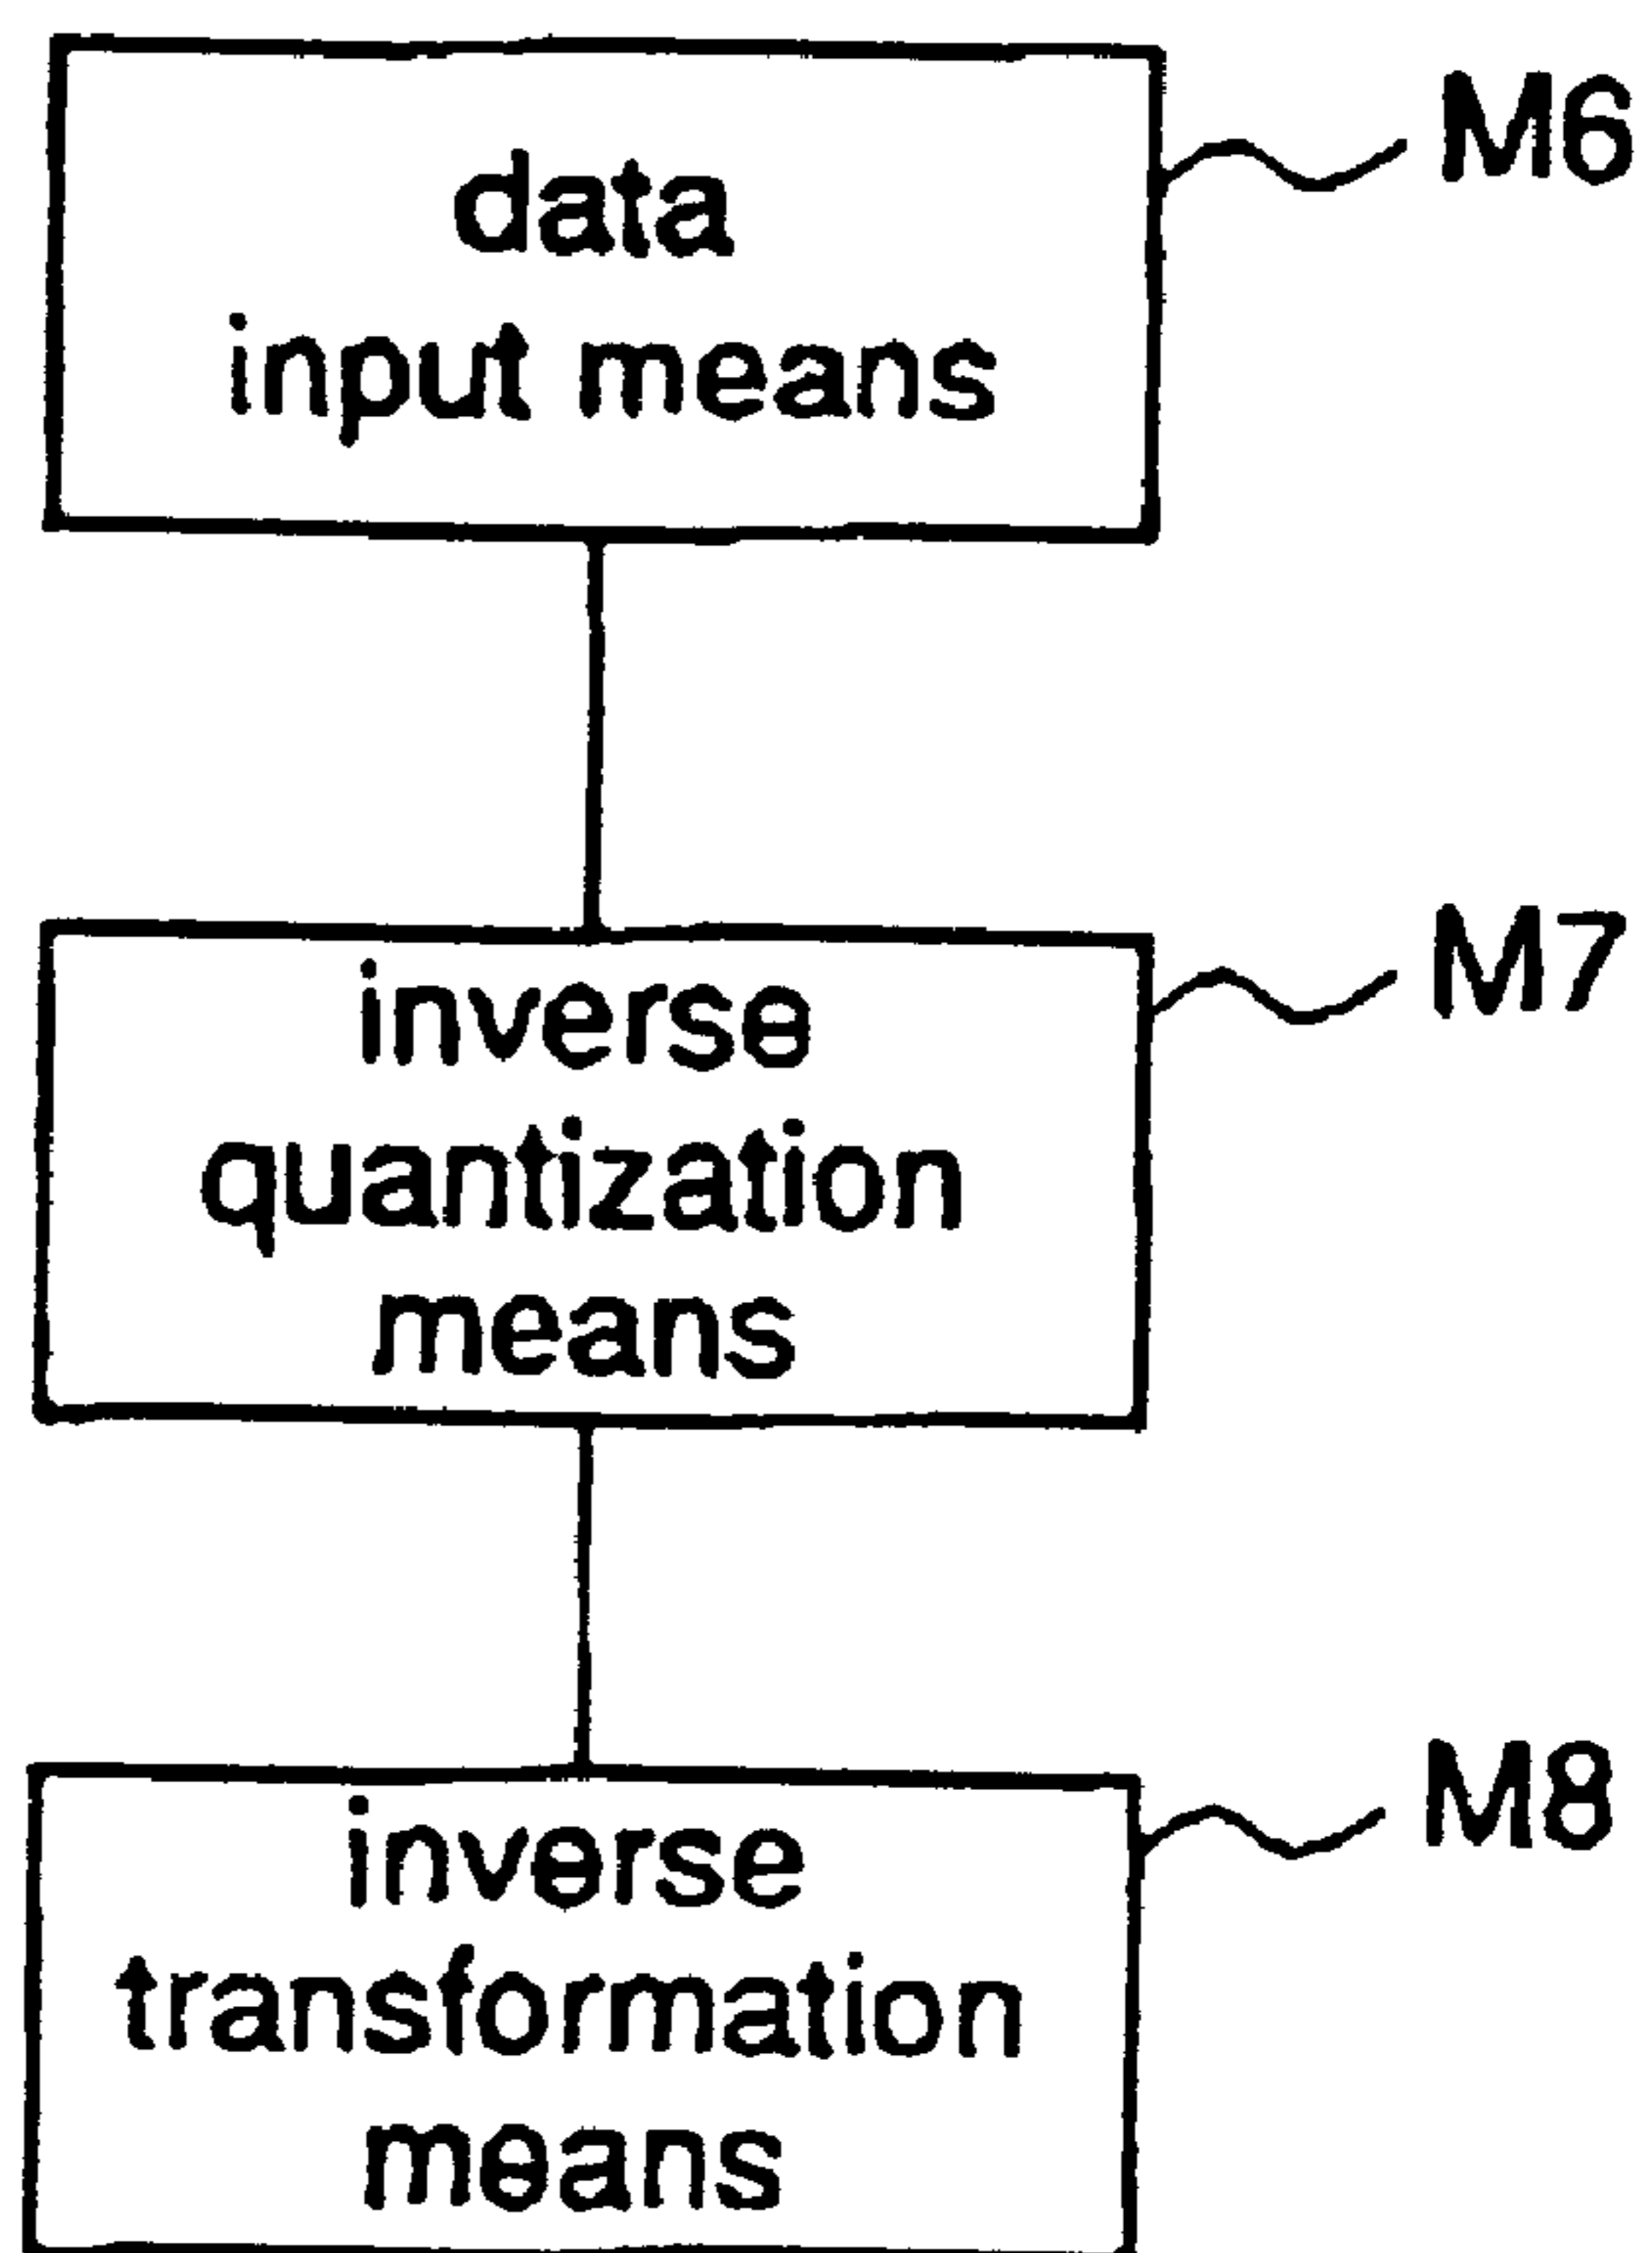 data
input means
M6
inverse
quantization
means
M7
inverse
transformation
means
M8